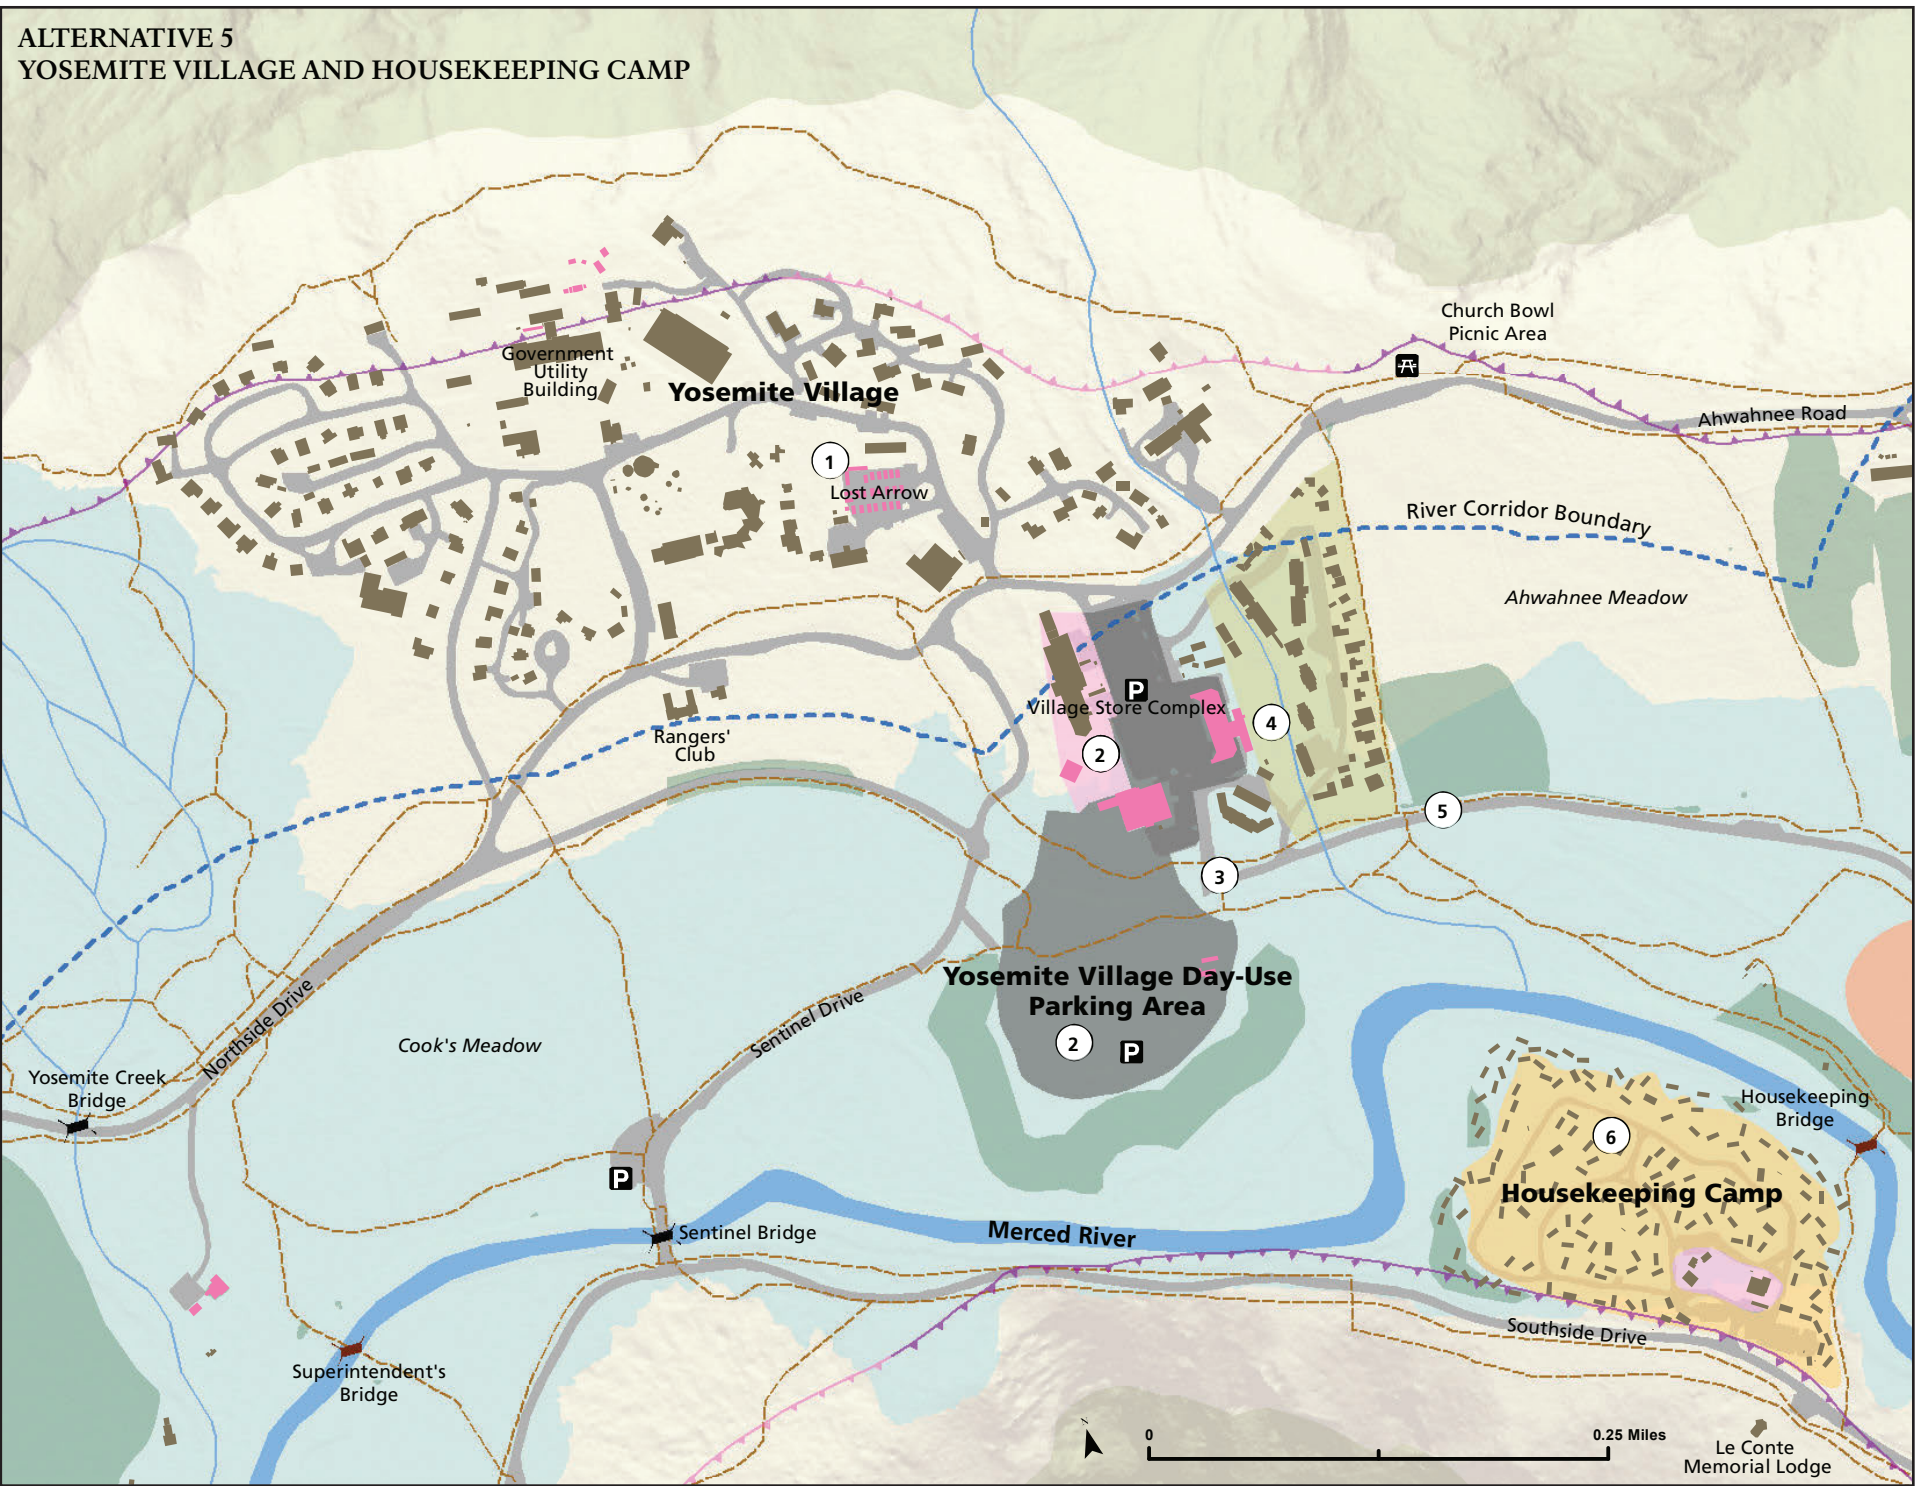 ALTERNATIVE 5
YOSEMITE VILLAGE AND HOUSEKEEPING CAMP
Church Bowl
Picnic Area
Government
Utility
Building
Yosemite Village
Ahwahnee Road
1
Lost Arrow
River Corridor Boundary
Ahwahnee Meadow
P
Village Store Complex
Rangers'
Club
4
2
5
3
Yosemite Village Day-Use
Parking Area
Northside Drive
Sentinel Drive
Cook's Meadow
2
P
Yosemite Creek
Bridge
Housekeeping
Bridge
6
P
Housekeeping Camp
Sentinel Bridge
Merced River
Southside Drive
Superintendent's
Bridge
0
0.25 Miles
Le Conte
Memorial Lodge